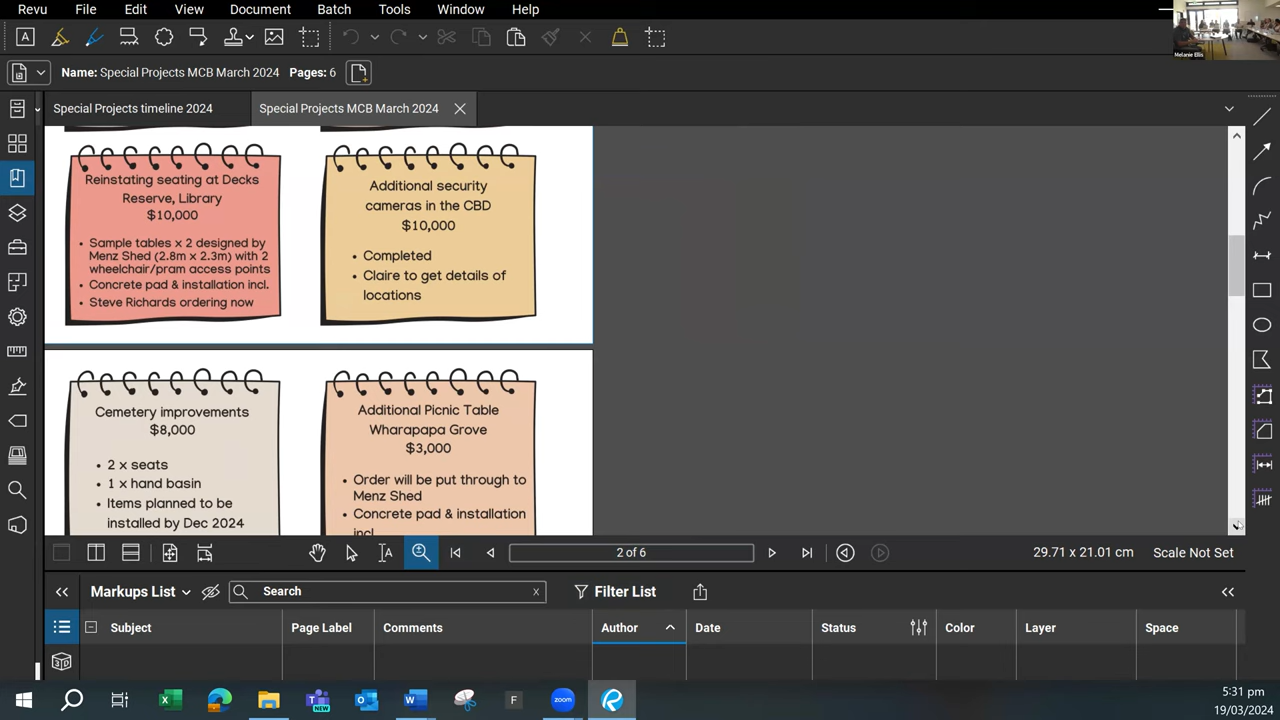 Revu File Edit View Document Batch Tools Window Help
Melanie Ellis
Name: Special Projects MCB March 2024 Pages: 6
Special Projects timeline 2024 Special Projects MCB March 2024
Reinstating seating at Decks
Reserve, Library
$10,000
• Sample tables x 2 designed by
Menz Shed (2.8m x 2.3m) with 2
wheelchair/pram access points
• Concrete pad & installation incl.
• Steve Richards ordering now
Additional security
cameras in the CBD
$10,000
• Completed
• Claire to get details of
locations
Cemetery improvements
$8,000
• 2 x seats
• 1 x hand basin
• Items planned to be
installed by Dec 2024
Additional Picnic Table
Wharapapa Grove
$3,000
• Order will be put through to
Menz Shed
• Concrete pad & installation
incl.
2 of 6 29.71 x 21.01 cm Scale Not Set
Markups List Search x Filter List
Subject Page Label Comments Author Date Status Color Layer Space
3D
NEW
W
F
zoom
5:31 pm
19/03/2024